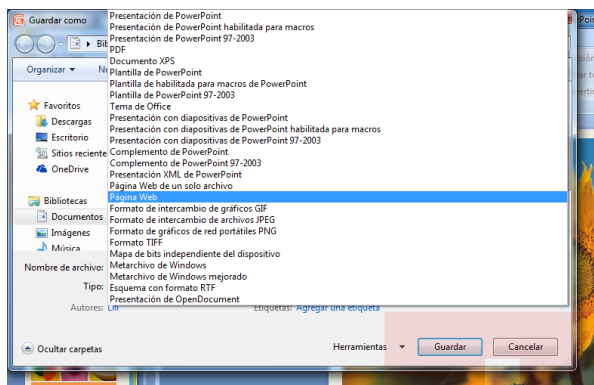 Guardar como
Bib
Organizar
Nu
Favoritos
Descargas
Escritorio
Sitios reciente
OneDrive
Bibliotecas
Documentos
Imágenes
Música
Presentación de PowerPoint
Presentación de PowerPoint habilitada para macros
Presentación de PowerPoint 97-2003
PDF
Documento XPS
Plantilla de PowerPoint
Plantilla de habilitada para macros de PowerPoint
Plantilla de PowerPoint 97-2003
Tema de Office
Presentación con diapositivas de PowerPoint
Presentación con diapositivas de PowerPoint habilitada para macros
Presentación con diapositivas de PowerPoint 97-2003
Complemento de PowerPoint
Complemento de PowerPoint 97-2003
Presentación XML de PowerPoint
Página Web de un solo archivo
Página Web
Formato de intercambio de gráficos GIF
Formato de intercambio de archivos JPEG
Formato de gráficos de red portátiles PNG
Formato TIFF
Mapa de bits independiente del dispositivo
Metarchivo de Windows
Metarchivo de Windows mejorado
Esquema con formato RTF
Presentación de OpenDocument
Nombre de archivo:
Tipo:
Autores: Lili
Etiquetas: Agregar una etiqueta
Ocultar carpetas
Herramientas
Guardar
Cancelar